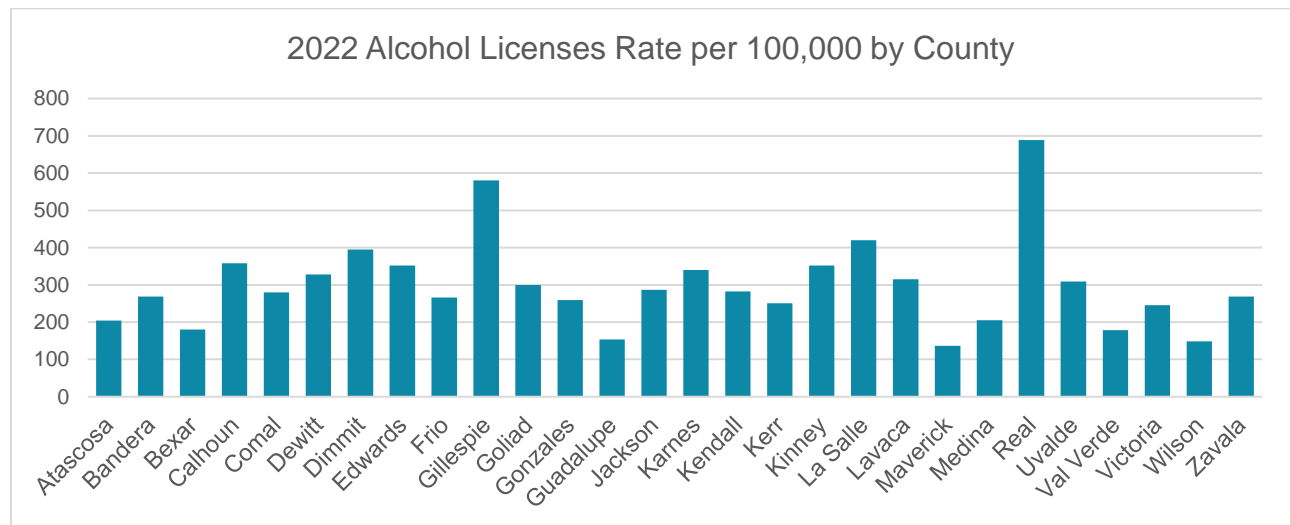 2022 Alcohol Licenses Rate per 100,000 by County
800
700
600
500
400
300
200
100
0
Atascosa
Bandera
Bexar
Calhoun
Comal
Dewitt
Dimmit
Edwards
Frio
Gillespie
Goliad
Gonzales
Guadalupe
Jackson
Karnes
Kendall
Kerr
Kinney
La Salle
Lavaca
Maverick
Medina
Real
Uvalde
Val Verde
Victoria
Wilson
Zavala